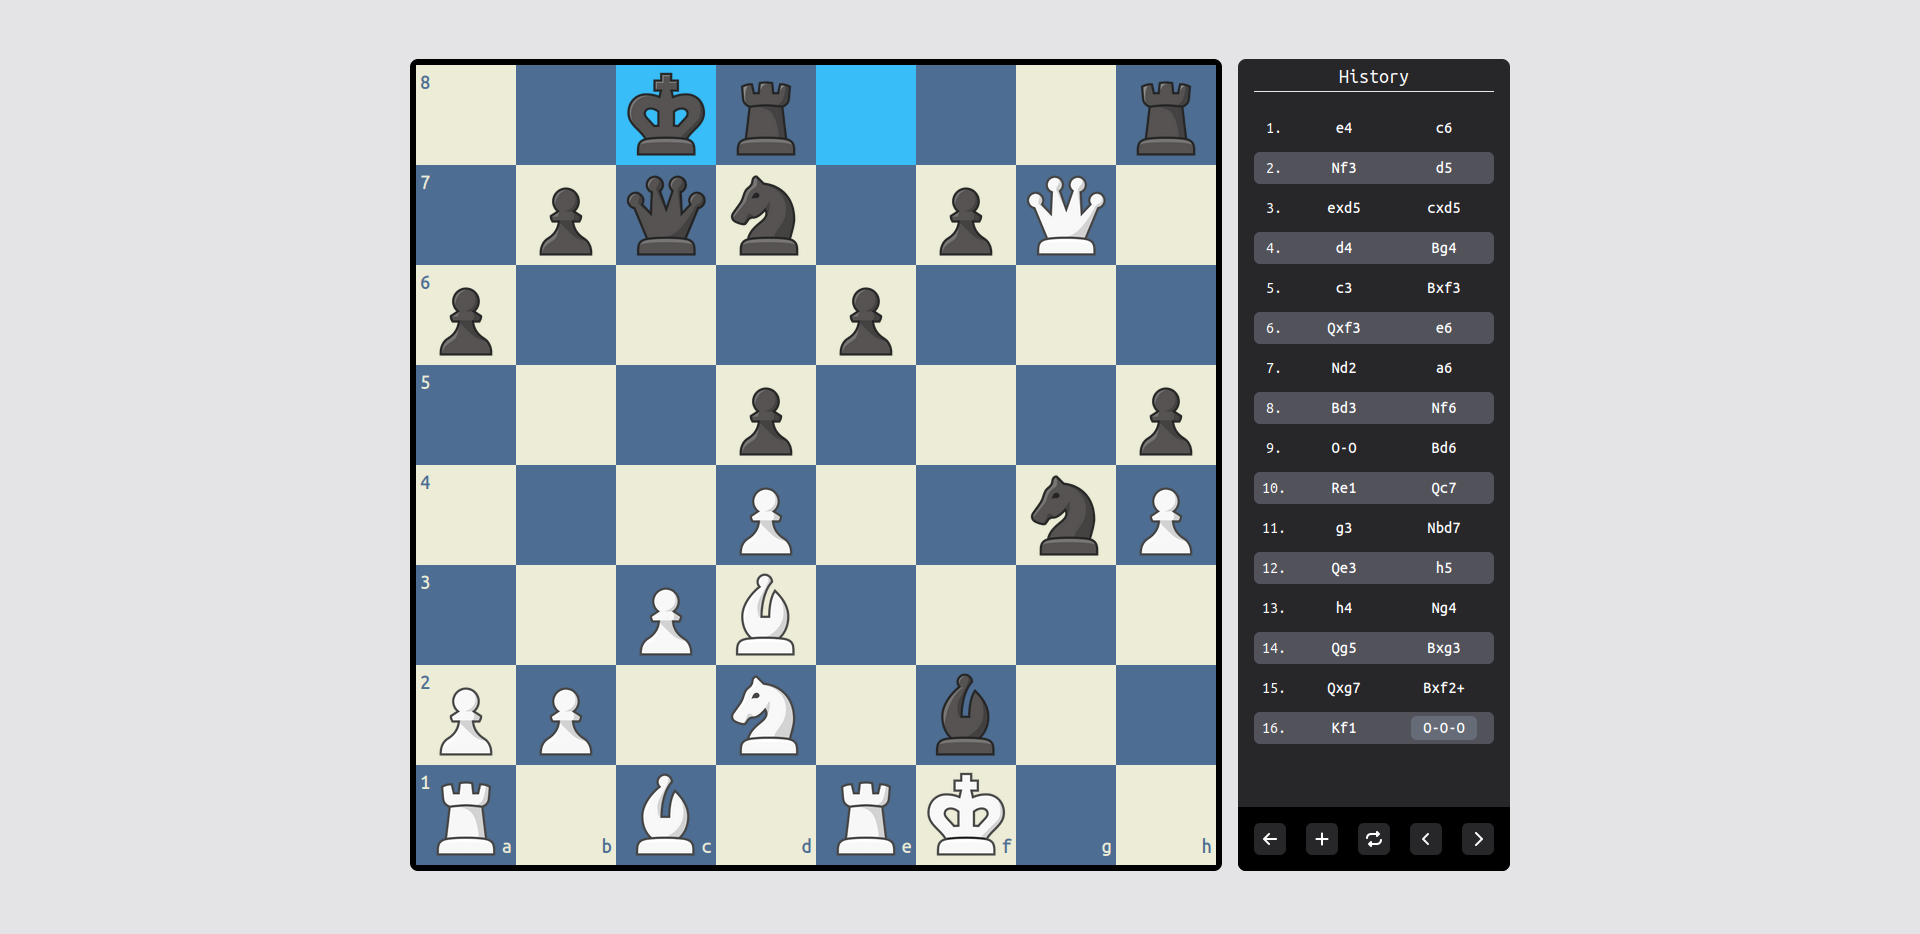 8
7
6
5
4
3
2
1
a b c d e f g h
History
1. e4 c6
2. Nf3 d5
3. exd5 cxd5
4. d4 Bg4
5. c3 Bxf3
6. Qxf3 e6
7. Nd2 a6
8. Bd3 Nf6
9. O-O Bd6
10. Re1 Qc7
11. g3 Nbd7
12. Qe3 h5
13. h4 Ng4
14. Qg5 Bxg3
15. Qxg7 Bxf2+
16. Kf1 O-O-O